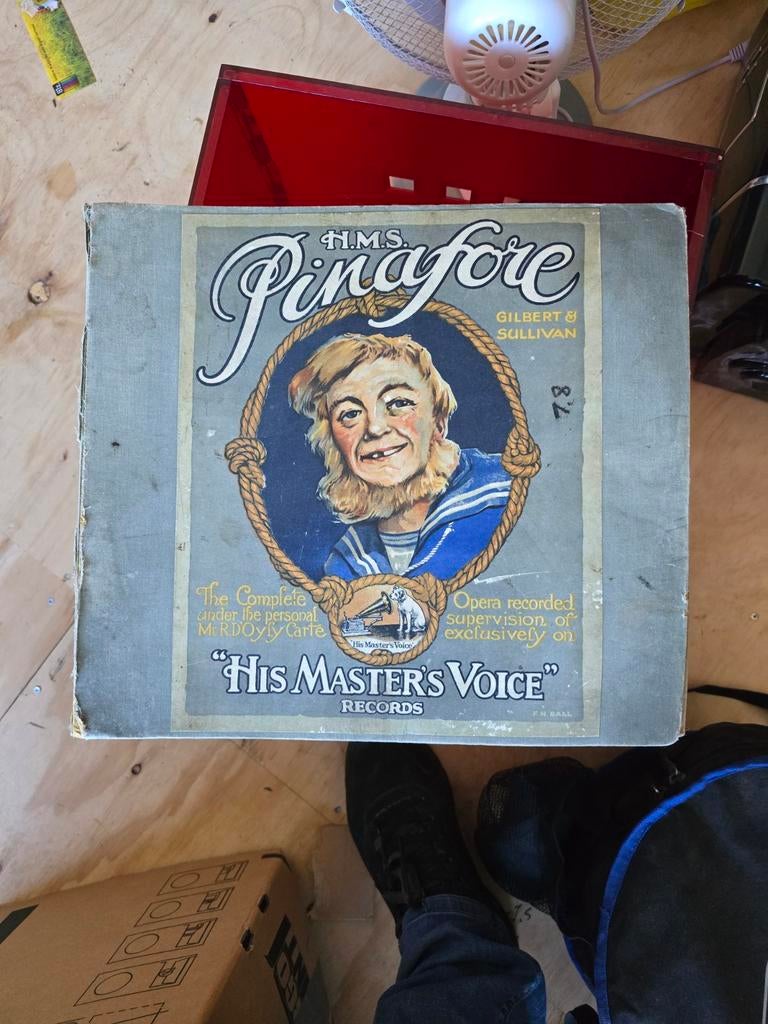 H.M.S.
Pinafore
GILBERT &
SULLIVAN
7.8
The Complete Opera recorded
under the personal supervision of
Mr. R. D'Oyly Carte exclusively on
"His Master's Voice"
"HIS MASTER'S VOICE"
RECORDS
F.H. BALL